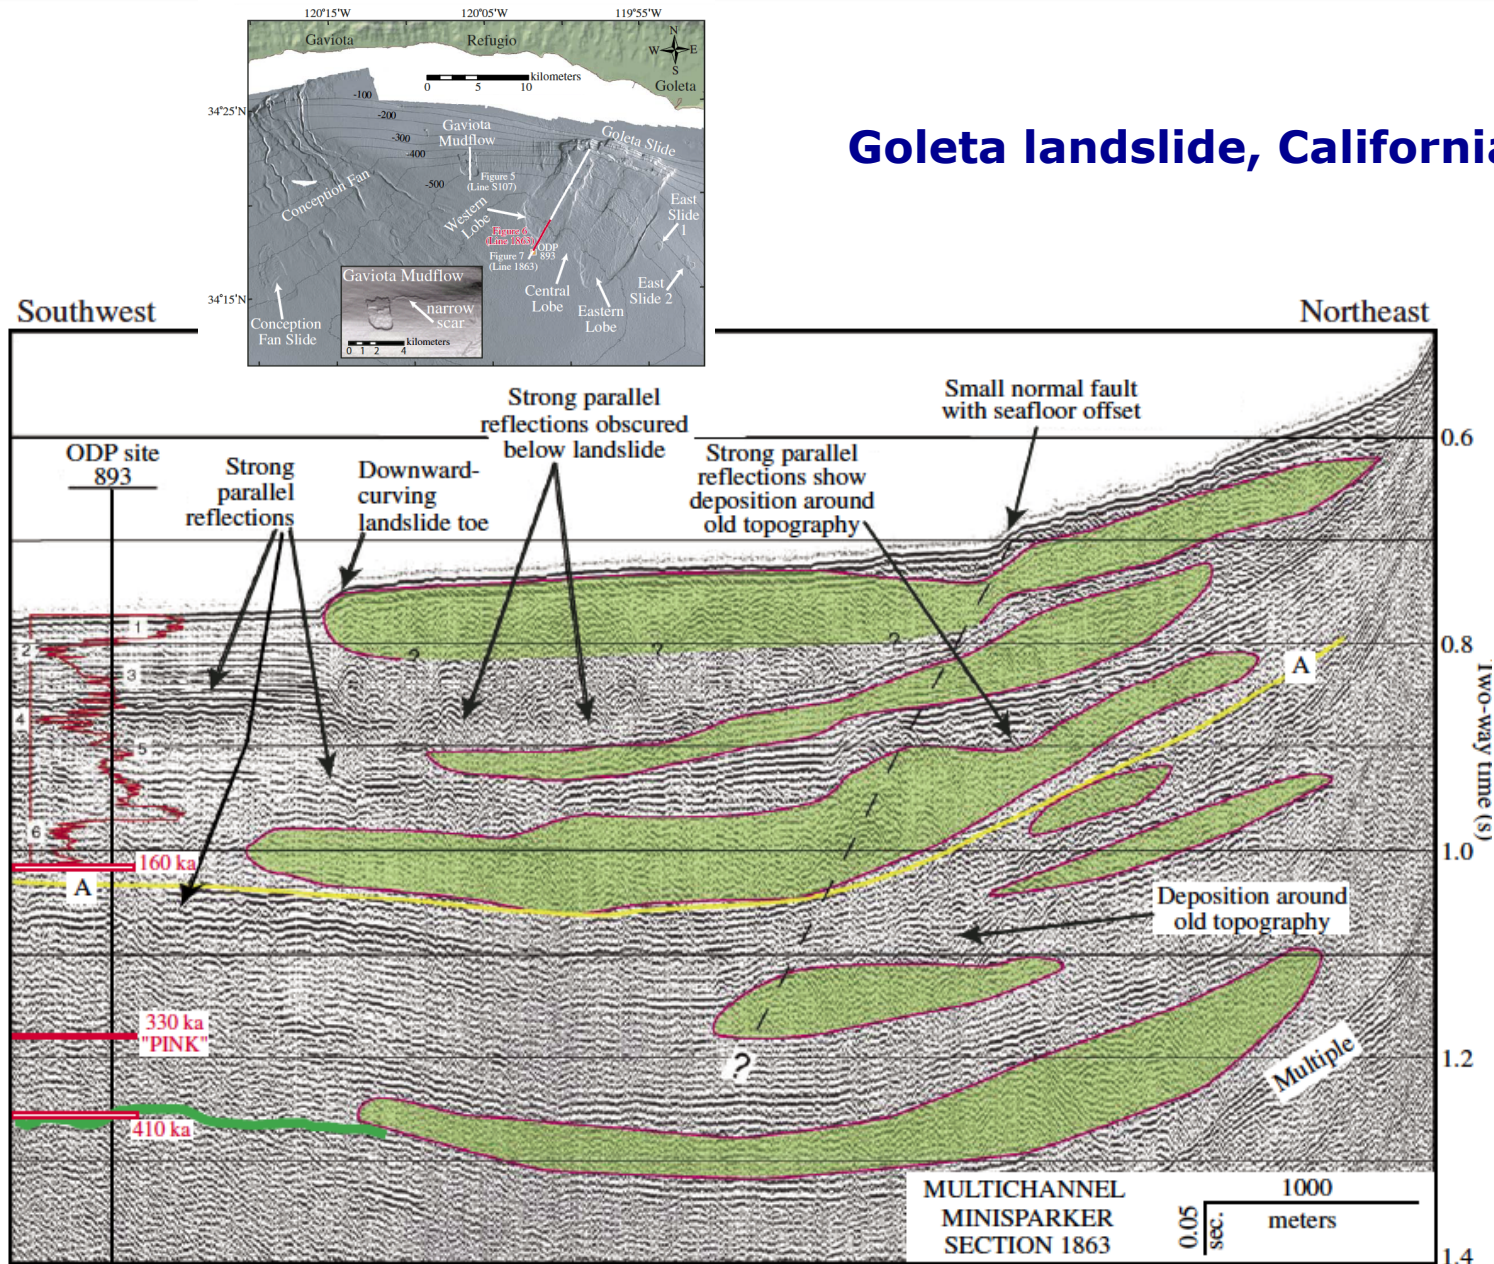 120°15'W
120°05'W
119°55'W
Gaviota
Refugio
N
W
E
S
kilometers
0
5
10
Goleta
34°25'N
-100
-200
-300
-400
-500
Gaviota
Mudflow
Goleta Slide
Figure 5
(Line S107)
Conception Fan
Western
Lobe
East
Slide
1
Figure 6
(Line 1863)
ODP
893
Figure 7
(Line 1863)
Gaviota Mudflow
narrow
scar
kilometers
0 1 2 4
Central
Lobe
Eastern
Lobe
East
Slide 2
34°15'N
Conception
Fan Slide
Goleta landslide, California
Southwest
Northeast
ODP site
893
Strong
parallel
reflections
Downward-
curving
landslide toe
Strong parallel
reflections obscured
below landslide
Strong parallel
reflections show
deposition around
old topography
Small normal fault
with seafloor offset
0.6
0.8
1.0
1.2
1.4
Two-way time (s)
1
2
3
4
5
6
?
?
?
A
A
160 ka
330 ka
"PINK"
410 ka
?
Deposition around
old topography
Multiple
MULTICHANNEL
MINISPARKER
SECTION 1863
0.05
sec.
1000
meters